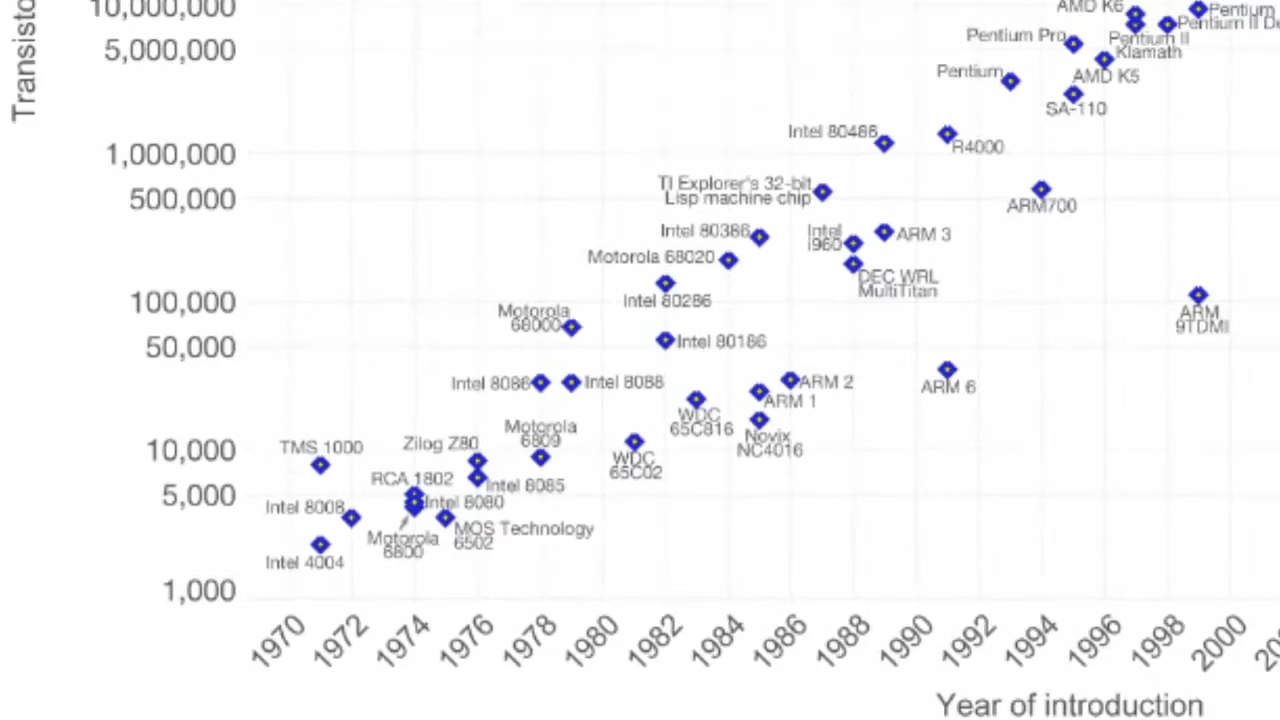 10,000,000
5,000,000
1,000,000
500,000
100,000
50,000
10,000
5,000
1,000
AMD K6
Pentium
Pentium II
Pentium Pro
Pentium II
Klamath
Pentium
AMD K5
SA-110
Intel 80486
R4000
TI Explorer's 32-bit
Lisp machine chip
ARM700
Intel 80386
Intel
i960
ARM 3
Motorola 68020
DEC WRL
MultiTitan
Intel 80286
Motorola
68000
ARM
9TDMI
Intel 80186
Intel 8086
Intel 8088
ARM 2
ARM 6
ARM 1
WDC
65C816
Novix
NC4016
Motorola
6809
TMS 1000
Zilog Z80
WDC
65C02
RCA 1802
Intel 8085
Intel 8008
Intel 8080
Motorola
6800
MOS Technology
6502
Intel 4004
1970
1972
1974
1976
1978
1980
1982
1984
1986
1988
1990
1992
1994
1996
1998
2000
Year of introduction